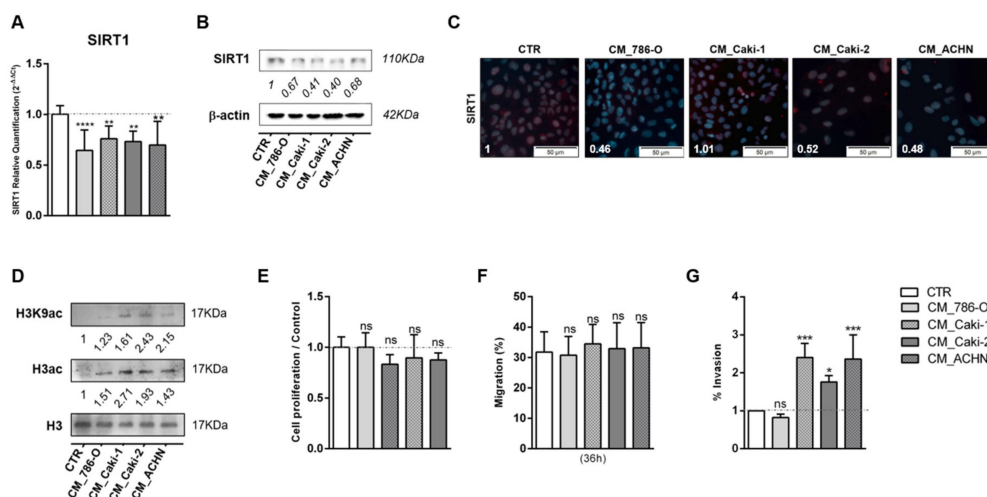 A
SIRT1
SIRT1 Relative Quantification (2-ΔΔCt)
1.5
1.0
0.5
0.0
****
**
**
**
B
SIRT1
110KDa
1
0.67
0.41
0.40
0.68
β-actin
42KDa
CTR
CM_786-O
CM_Caki-1
CM_Caki-2
CM_ACHN
C
CTR
CM_786-O
CM_Caki-1
CM_Caki-2
CM_ACHN
SIRT1
1
50 µm
0.46
50 µm
1.01
50 µm
0.52
50 µm
0.48
50 µm
D
H3K9ac
17KDa
1
1.23
1.61
2.43
2.15
H3ac
17KDa
1
1.51
2.71
1.93
1.43
H3
17KDa
CTR
CM_786-O
CM_Caki-1
CM_Caki-2
CM_ACHN
E
Cell proliferation / Control
1.5
1.0
0.5
0.0
ns
ns
ns
ns
F
Migration (%)
50
40
30
20
10
0
ns
ns
ns
ns
(36h)
G
% Invasion
4
3
2
1
0
ns
***
*
***
CTR
CM_786-O
CM_Caki-1
CM_Caki-2
CM_ACHN